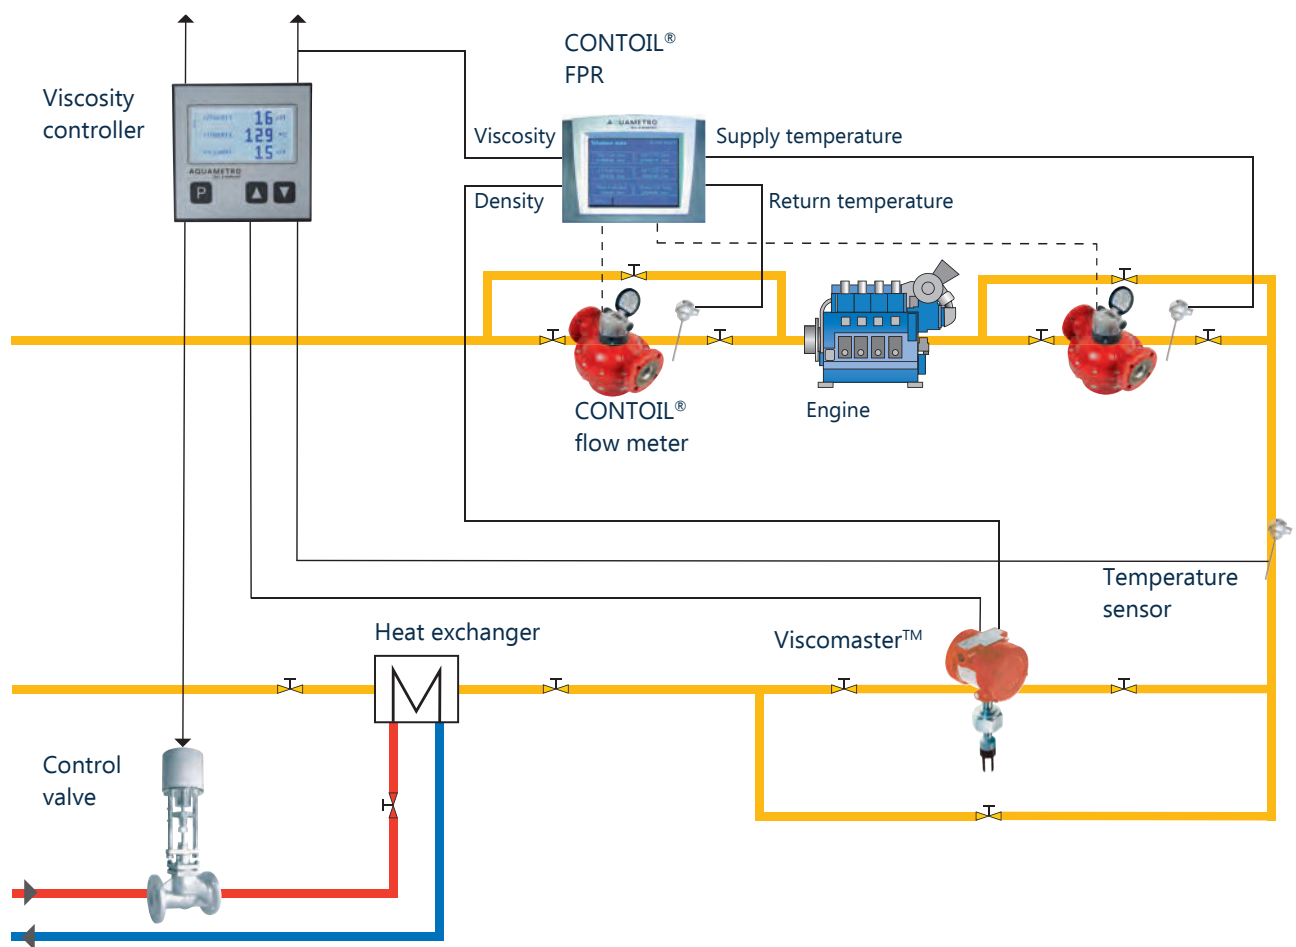 CONTOIL®
FPR
Viscosity
controller
16
129 °C
15
AQUAMETRO
P
AQUAMETRO
Viscosity
Supply temperature
Density
Return temperature
CONTOIL®
flow meter
Engine
Temperature
sensor
Heat exchanger
Viscomaster™
Control
valve